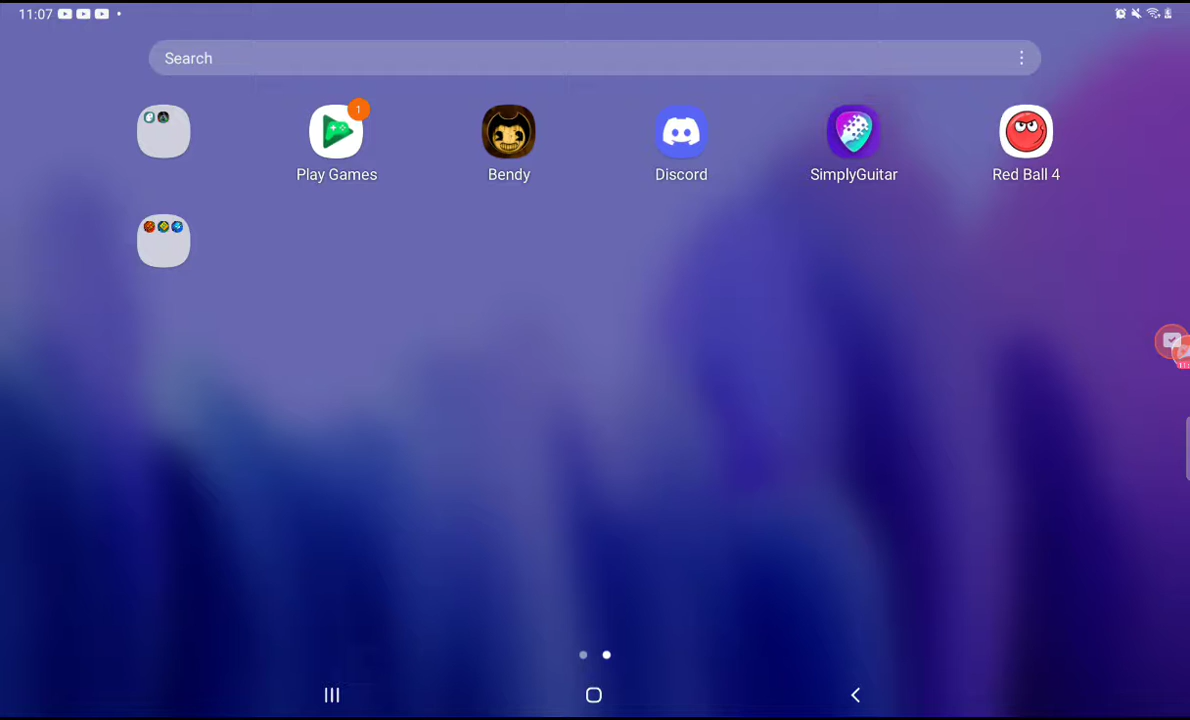 11:07
Search
1
Play Games
Bendy
Discord
SimplyGuitar
Red Ball 4